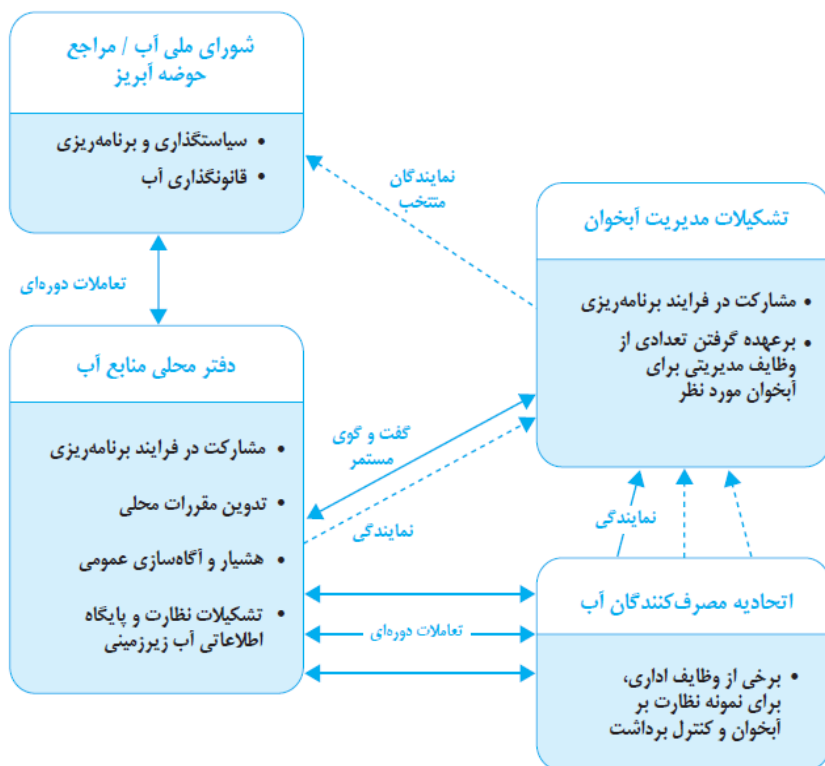 شورای ملی آب / مراجع
حوضه آبریز
• سیاستگذاری و برنامه‌ریزی
• قانونگذاری آب
نمایندگان
منتخب
تشکیلات مدیریت آبخوان
• مشارکت در فرایند برنامه‌ریزی
• برعهده گرفتن تعدادی از
وظایف مدیریتی برای
آبخوان مورد نظر
تعاملات دوره‌ای
دفتر محلی منابع آب
• مشارکت در فرایند برنامه‌ریزی
• تدوین مقررات محلی
• هشیار و آگاه‌سازی عمومی
• تشکیلات نظارت و پایگاه
اطلاعاتی آب زیرزمینی
گفت و گوی
مستمر
نمایندگی
نمایندگی
تعاملات دوره‌ای
اتحادیه مصرف‌کنندگان آب
• برخی از وظایف اداری،
برای نمونه نظارت بر
آبخوان و کنترل برداشت